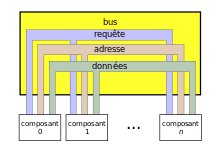 bus
requête
adresse
données
composant composant ... composant
0 1 n